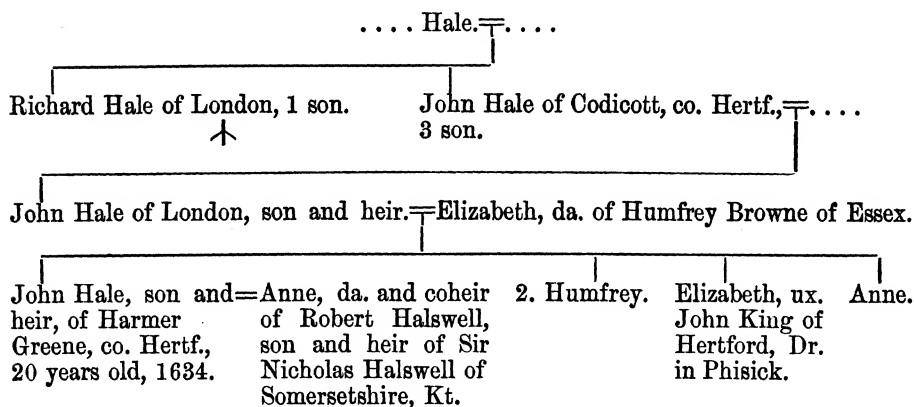 . . . . Hale. = . . . .
Richard Hale of London, 1 son.
John Hale of Codicott, co. Hertf., = . . . .
3 son.
John Hale of London, son and heir. = Elizabeth, da. of Humfrey Browne of Essex.
John Hale, son and = 
heir, of Harmer
Greene, co. Hertf.,
20 years old, 1634.
Anne, da. and coheir
of Robert Halswell,
son and heir of Sir
Nicholas Halswell of
Somersetshire, Kt.
2. Humfrey.
Elizabeth, ux.
John King of
Hertford, Dr.
in Phisick.
Anne.